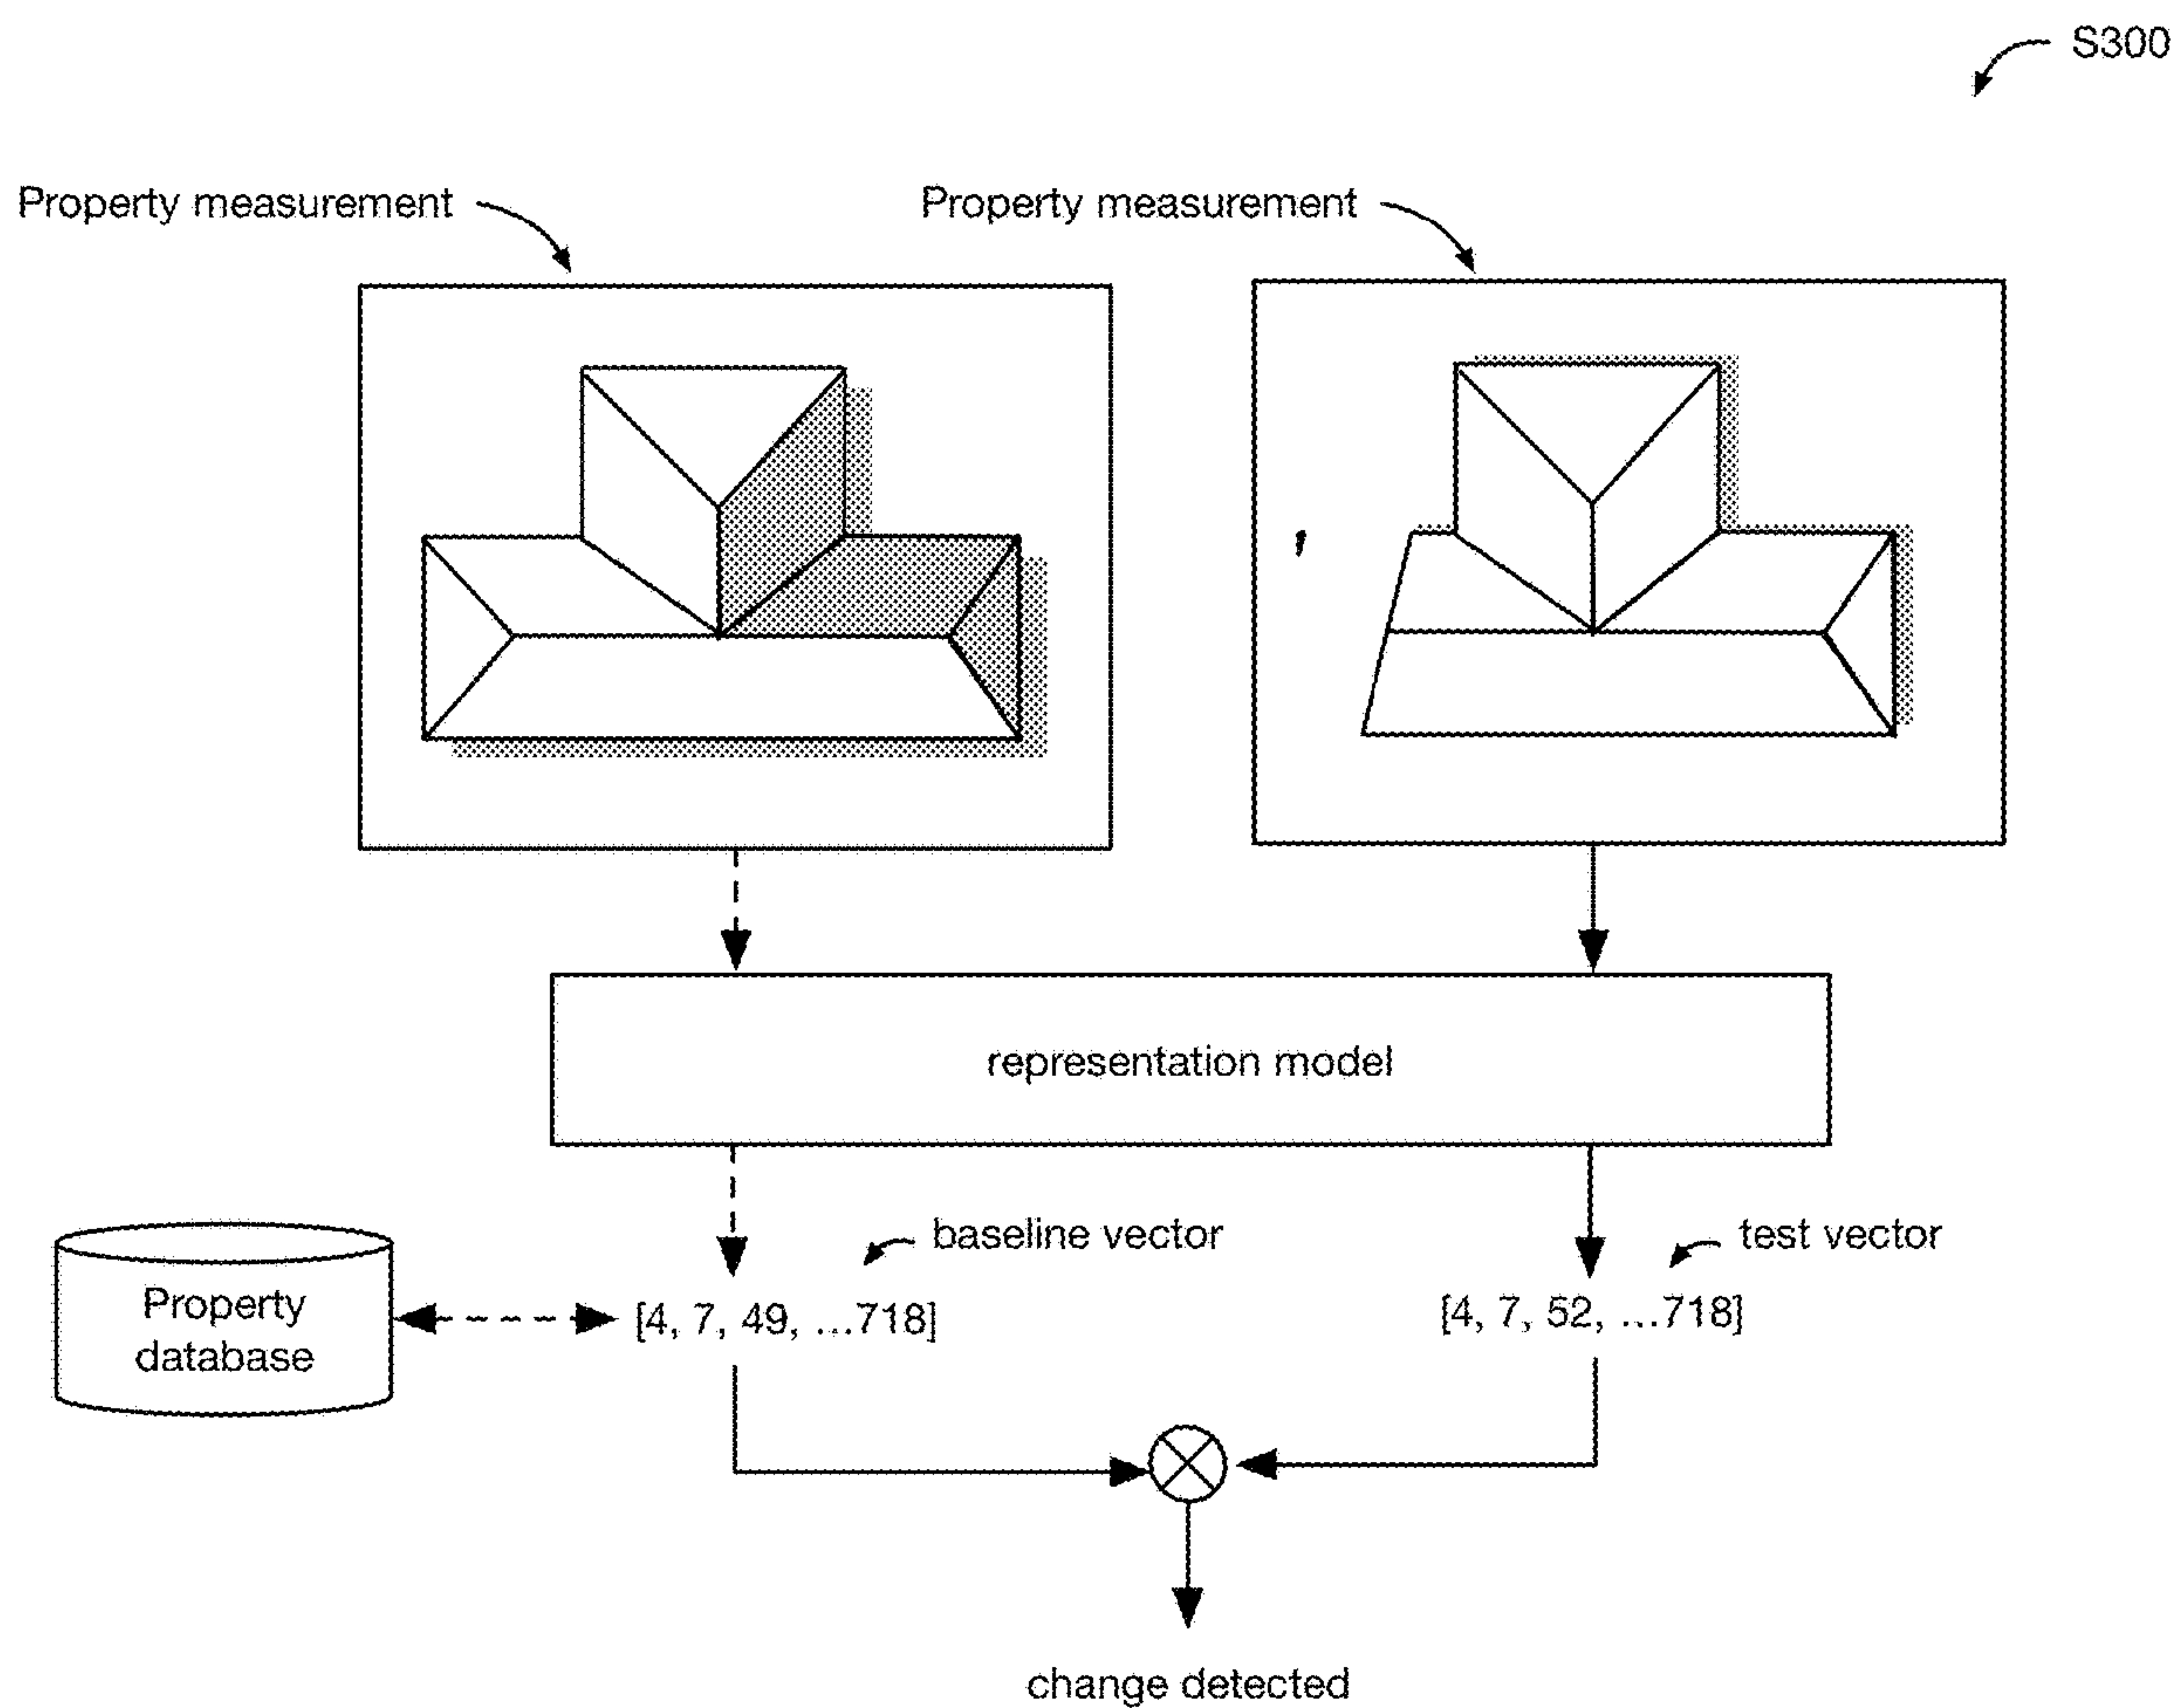 S300
Property measurement
Property measurement
representation model
baseline vector
test vector
Property
database
[4, 7, 49, ...718]
[4, 7, 52, ...718]
change detected